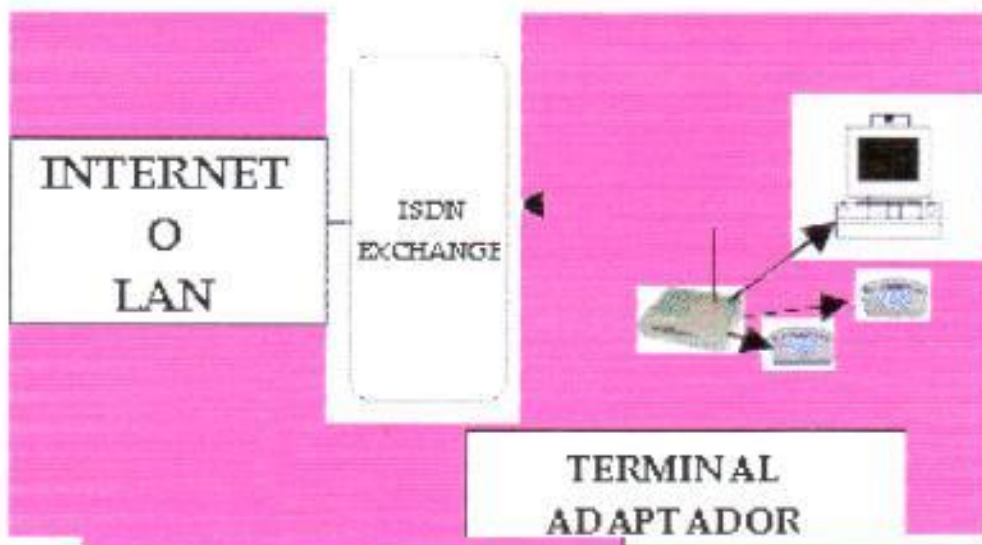 INTERNET
O
LAN
ISDN
EXCHANGE
TERMINAL
ADAPTADOR